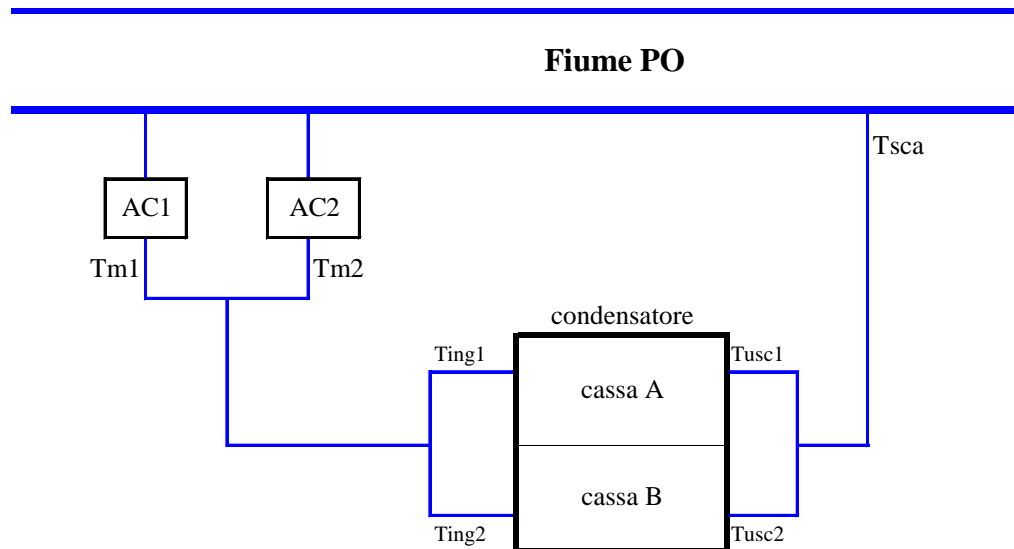 Fiume PO
Tsca
AC1
AC2
Tm1
Tm2
condensatore
Ting1
Tusc1
cassa A
cassa B
Ting2
Tusc2